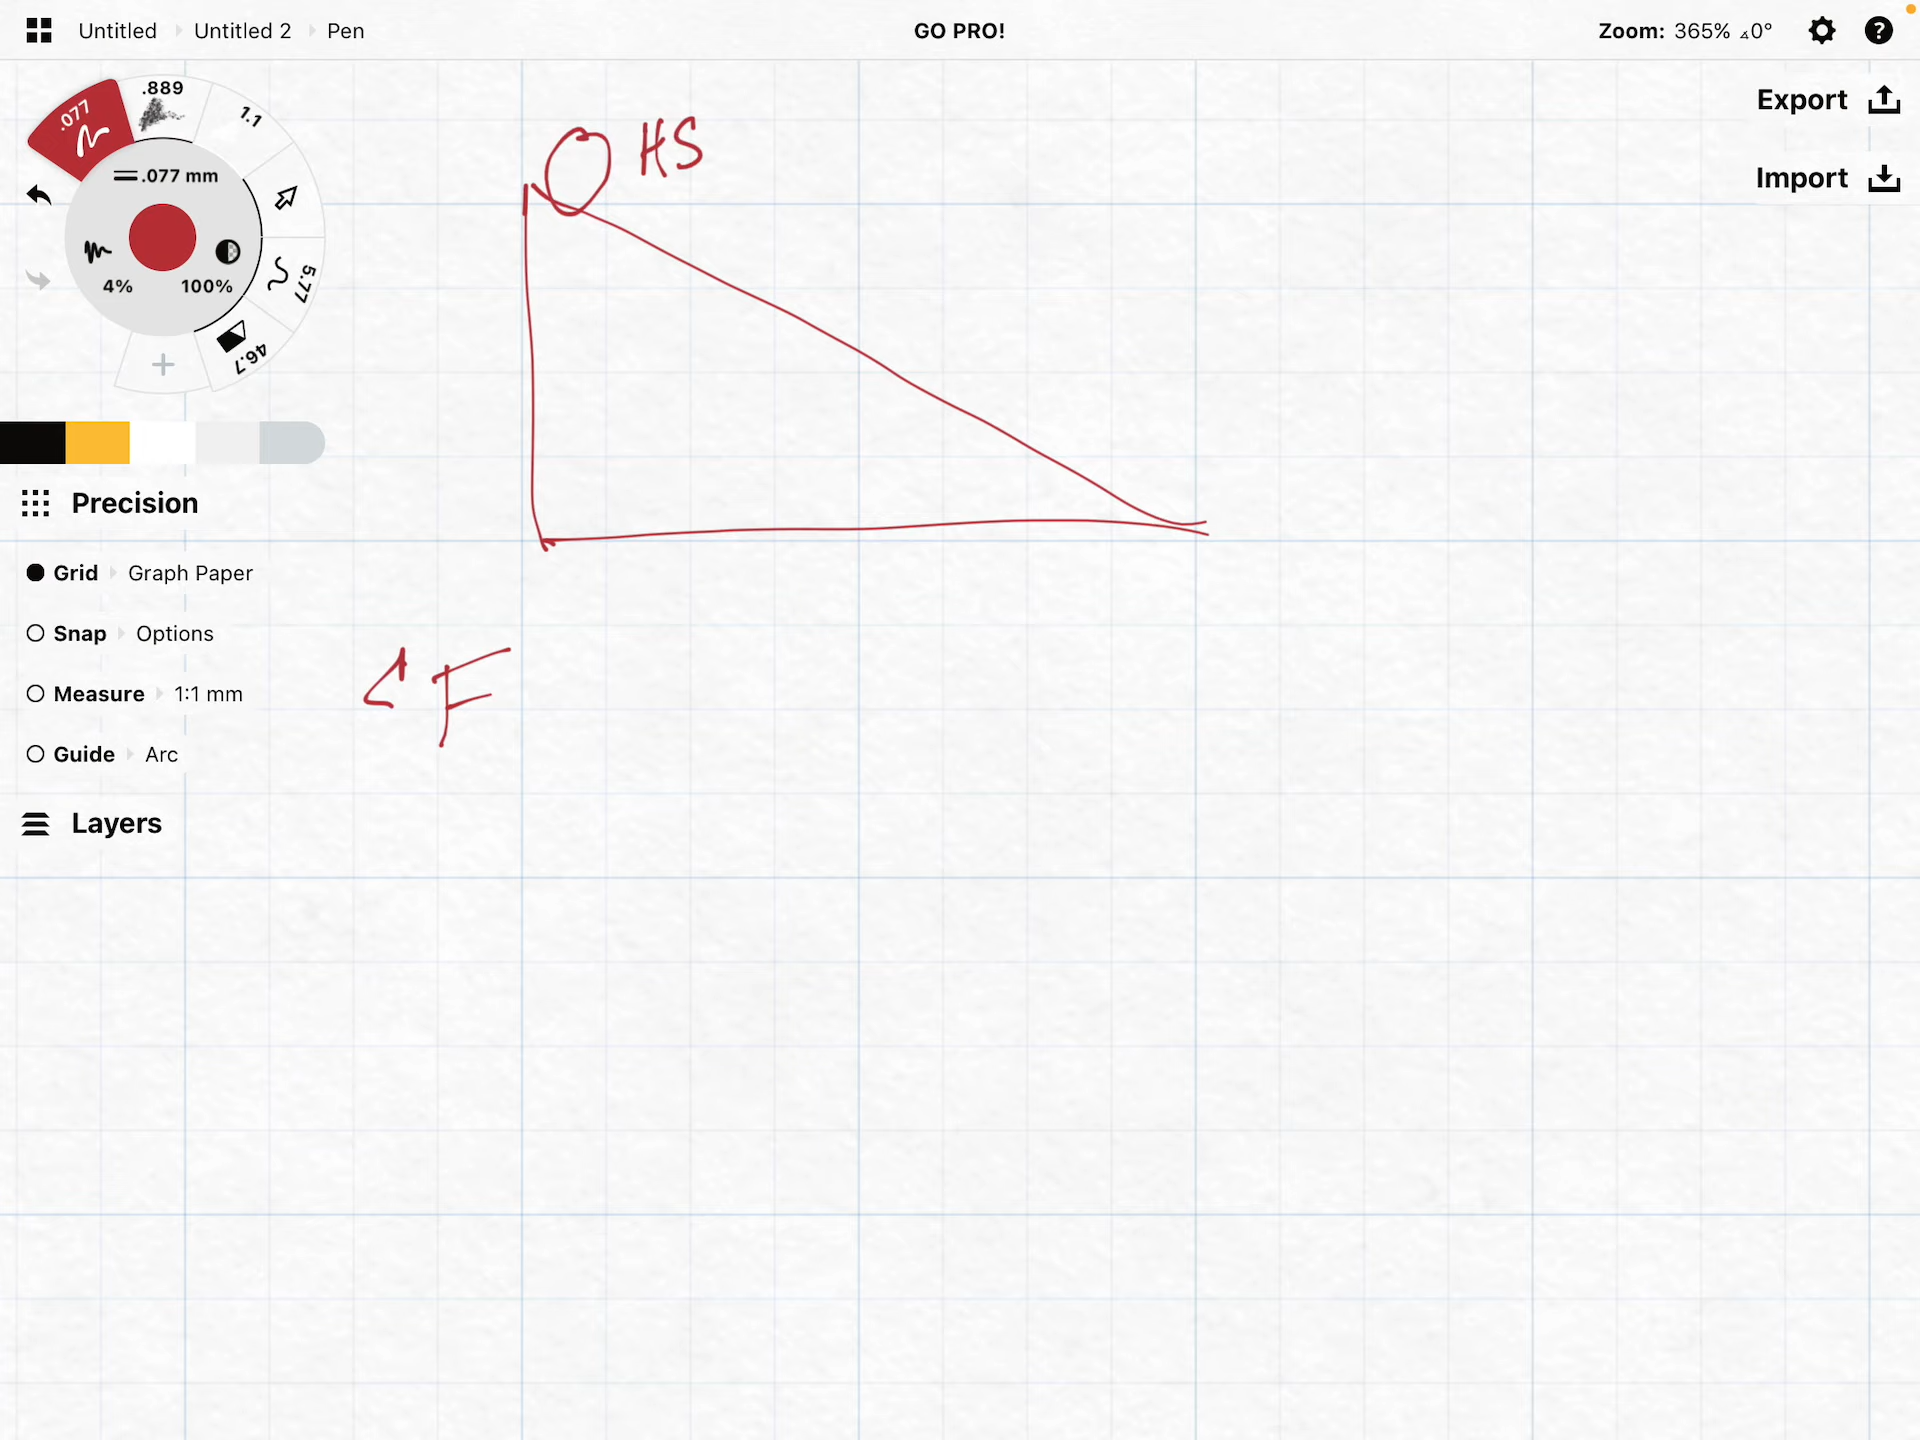 Untitled Untitled 2 Pen GO PRO! Zoom: 365% ⦟0°
.077 .889 1.1
Export
Import
HS
.077 mm
4% 100%
5.77
46.7
Precision
Grid Graph Paper
Snap Options
Measure 1:1 mm
Guide Arc
Layers
F